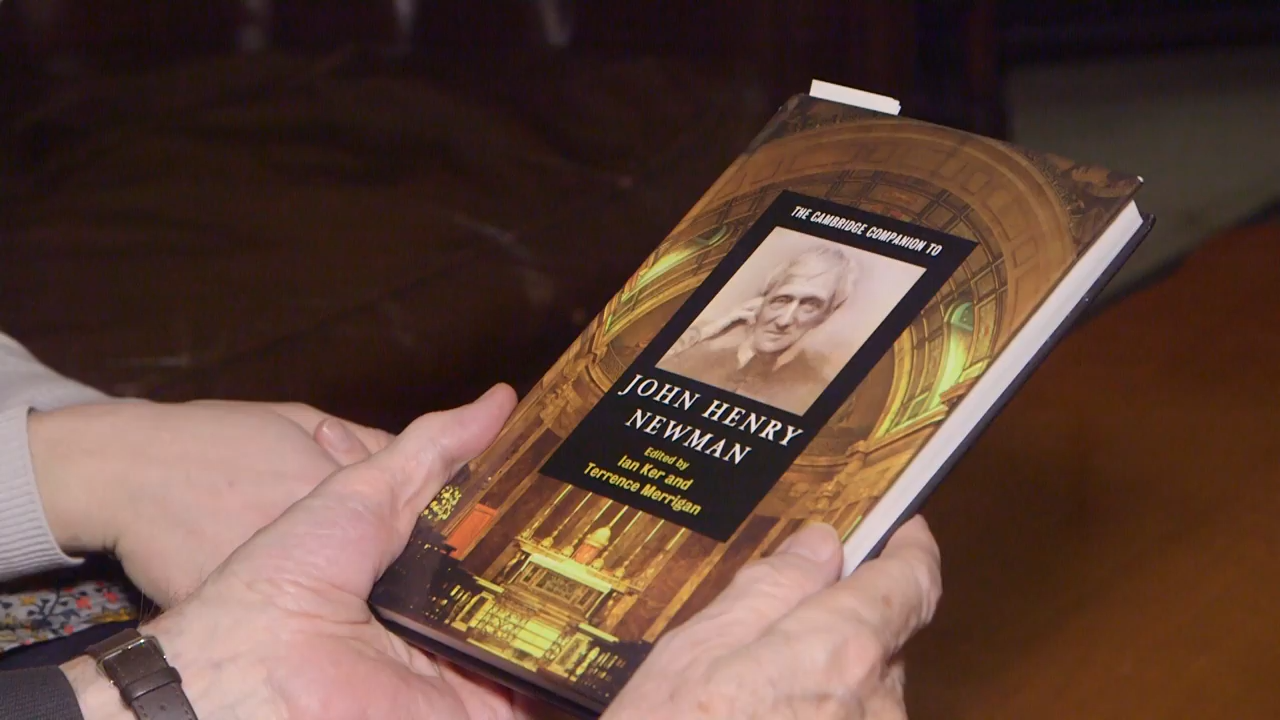 THE CAMBRIDGE COMPANION TO
JOHN HENRY
NEWMAN
Edited by
Ian Ker and
Terrence Merrigan